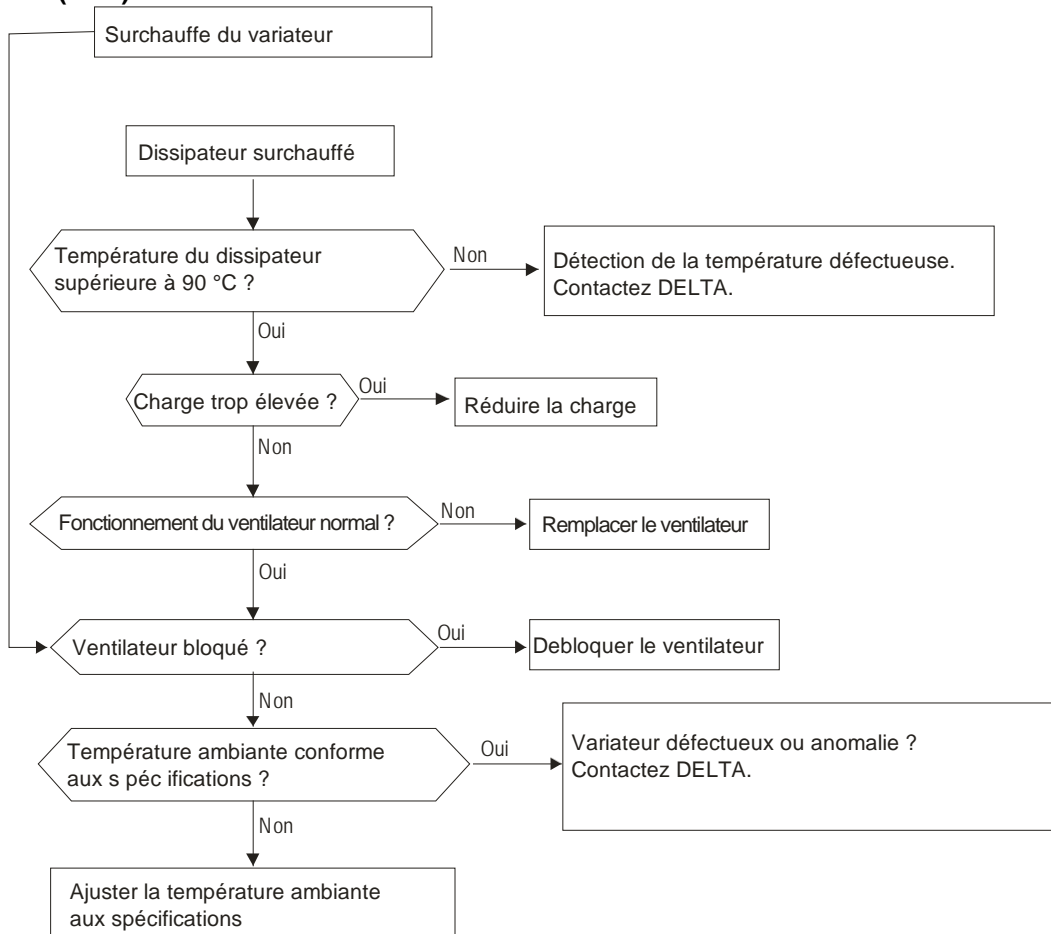 Surchauffe du variateur
Dissipateur surchauffé
Température du dissipateur
supérieure à 90 °C ?
Non
Détection de la température défectueuse.
Contactez DELTA.
Oui
Charge trop élevée ?
Oui
Réduire la charge
Non
Fonctionnement du ventilateur normal ?
Non
Remplacer le ventilateur
Oui
Ventilateur bloqué ?
Oui
Debloquer le ventilateur
Non
Température ambiante conforme
aux s péc ifications ?
Oui
Variateur défectueux ou anomalie ?
Contactez DELTA.
Non
Ajuster la température ambiante
aux spécifications